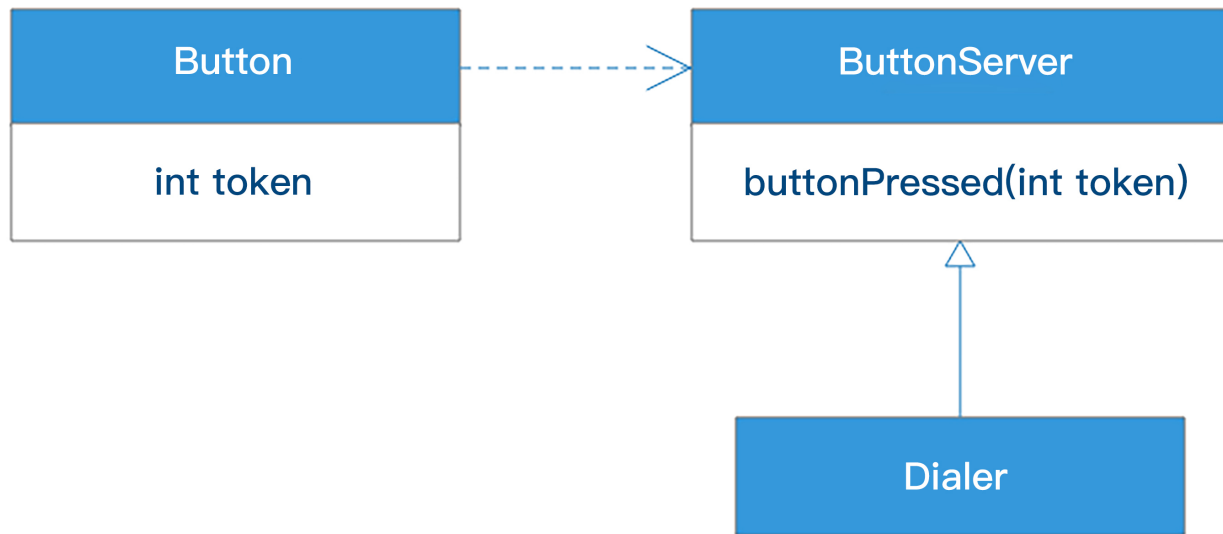 Button
ButtonServer
int token
buttonPressed(int token)
Dialer